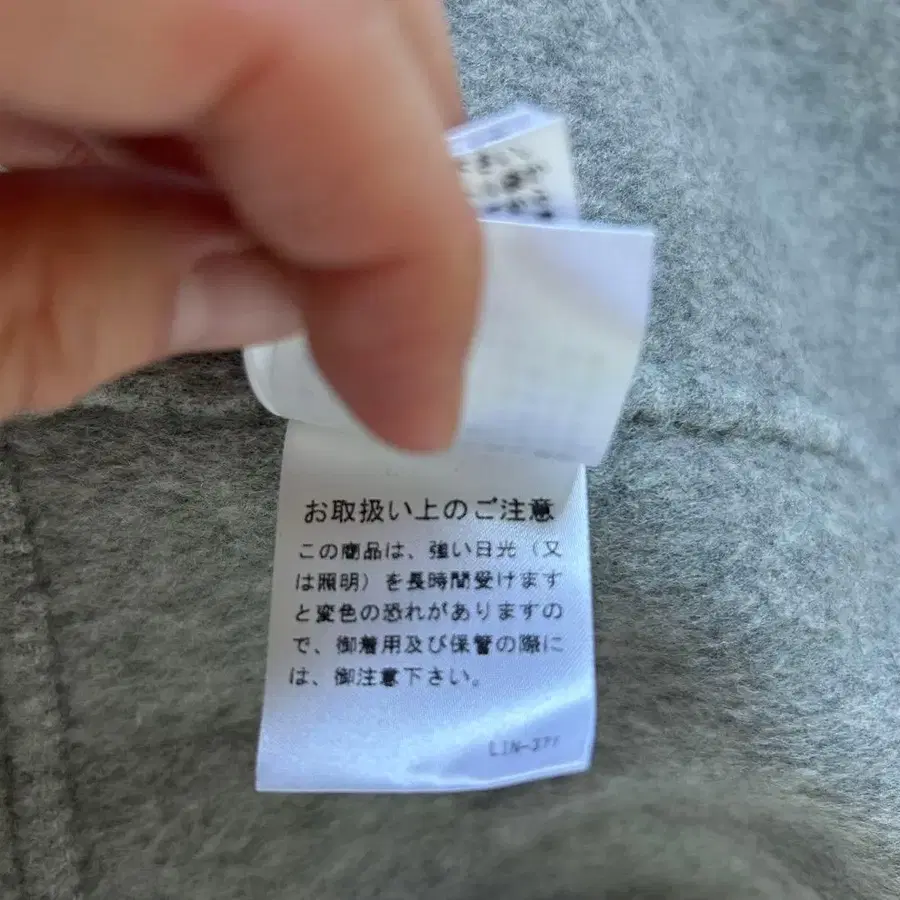 お取扱い上のご注意
この商品は、強い日光（又
は照明）を長時間受けます
と変色の恐れがありますの
で、御着用及び保管の際に
は、御注意下さい。